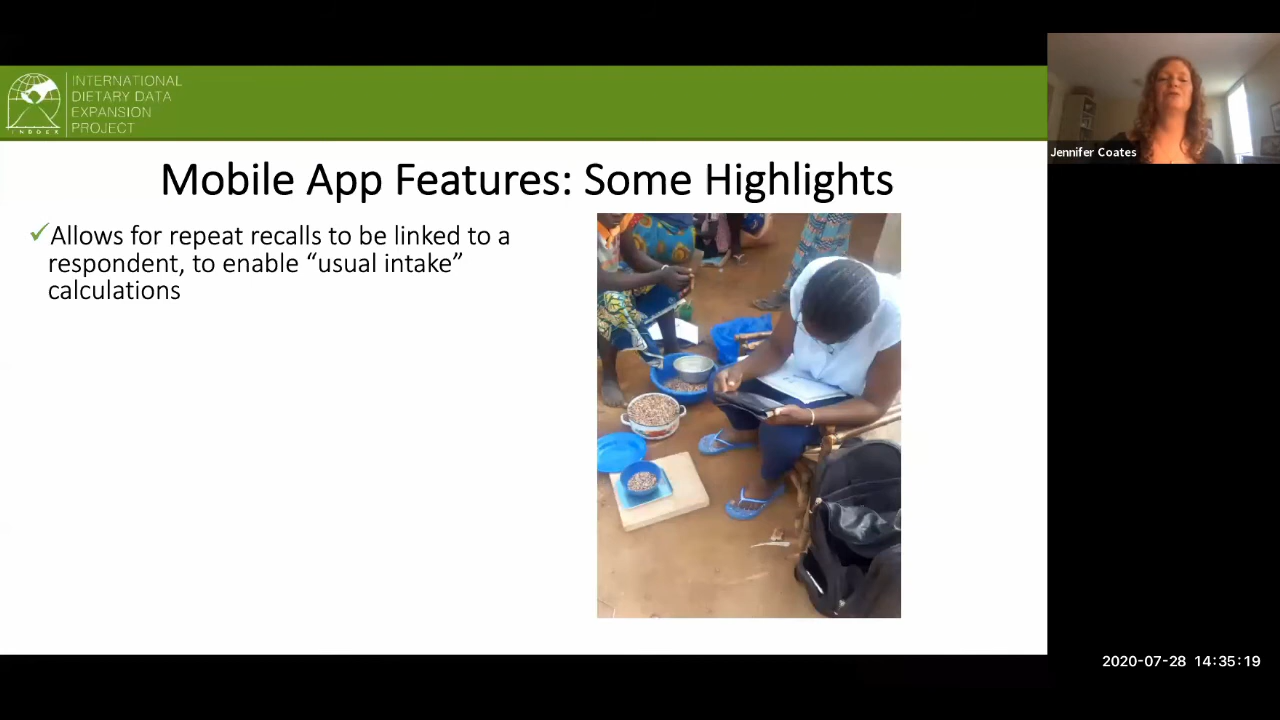 INTERNATIONAL
DIETARY DATA
EXPANSION
PROJECT
INDDEX
Jennifer Coates
Mobile App Features: Some Highlights
✓Allows for repeat recalls to be linked to a
respondent, to enable “usual intake”
calculations
2020-07-28 14:35:19